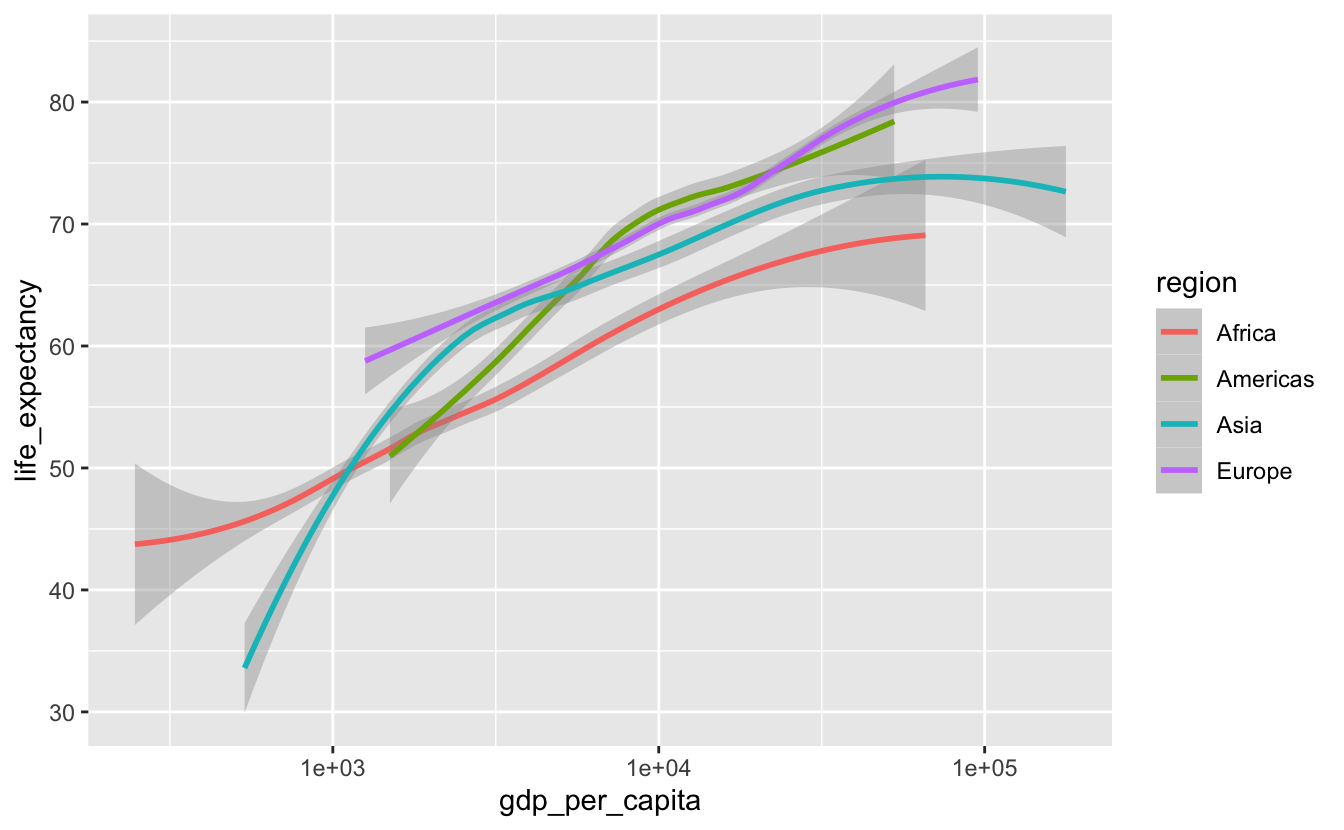 80
70
60
50
40
30
life_expectancy
1e+03
1e+04
1e+05
gdp_per_capita
region
Africa
Americas
Asia
Europe